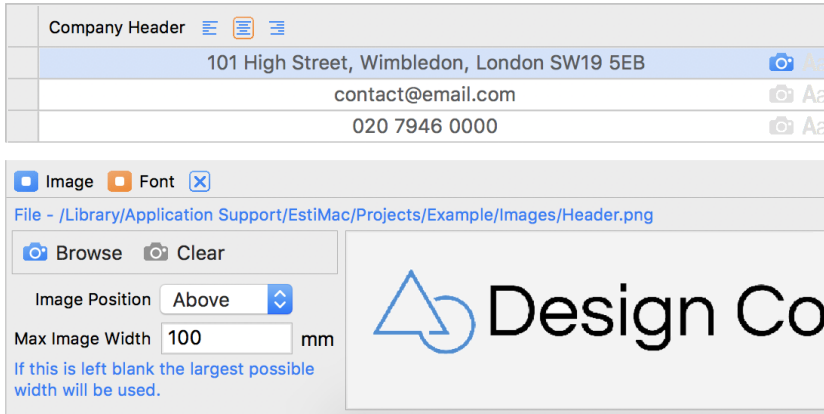 Company Header
101 High Street, Wimbledon, London SW19 5EB
contact@email.com
020 7946 0000
Image Font
File - /Library/Application Support/EstiMac/Projects/Example/Images/Header.png
Browse Clear
Image Position Above
Max Image Width 100 mm
If this is left blank the largest possible
width will be used.
Design Co